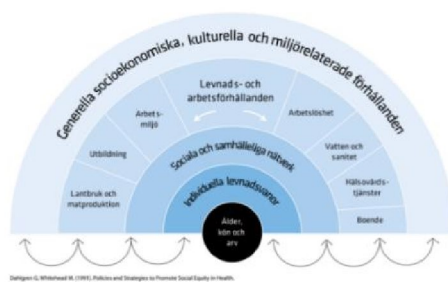 Generella socioekonomiska, kulturella och miljörelaterade förhållanden
Levnads- och
arbetsförhållanden
Arbets-
miljö
Arbetslöshet
Utbildning
Vatten och
sanitet
Lantbruk och
matproduktion
Hälsovårds-
tjänster
Boende
Sociala och samhälleliga nätverk
Individuella levnadsvanor
Ålder,
kön och
arv
Dahlgren G, Whitehead M. (1991). Policies and Strategies to Promote Social Equity in Health.